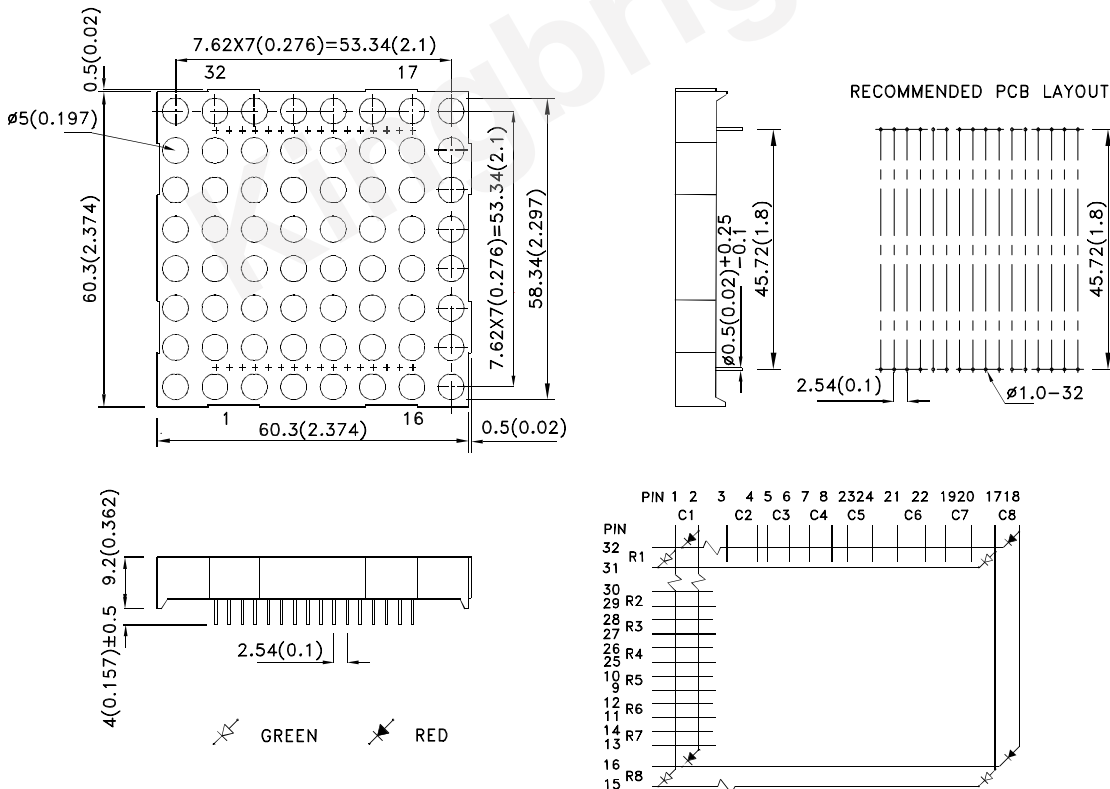 Kingbrig
7.62X7(0.276)=53.34(2.1)
0.5(0.02)
32 17
ø5(0.197)
60.3(2.374)
7.62X7(0.276)=53.34(2.1)
58.34(2.297)
1 16
60.3(2.374) 0.5(0.02)
ø0.5(0.02)+0.25
-0.1
45.72(1.8)
RECOMMENDED PCB LAYOUT
45.72(1.8)
2.54(0.1)
ø1.0-32
9.2(0.362)
4(0.157)±0.5
2.54(0.1)
GREEN RED
PIN 1 2 3 4 5 6 7 8 2324 21 22 1920 1718
C1 C2 C3 C4 C5 C6 C7 C8
PIN
32
R1
31
30
R2
29
28
R3
27
26
R4
25
10
R5
9
12
R6
11
14
R7
13
16
R8
15